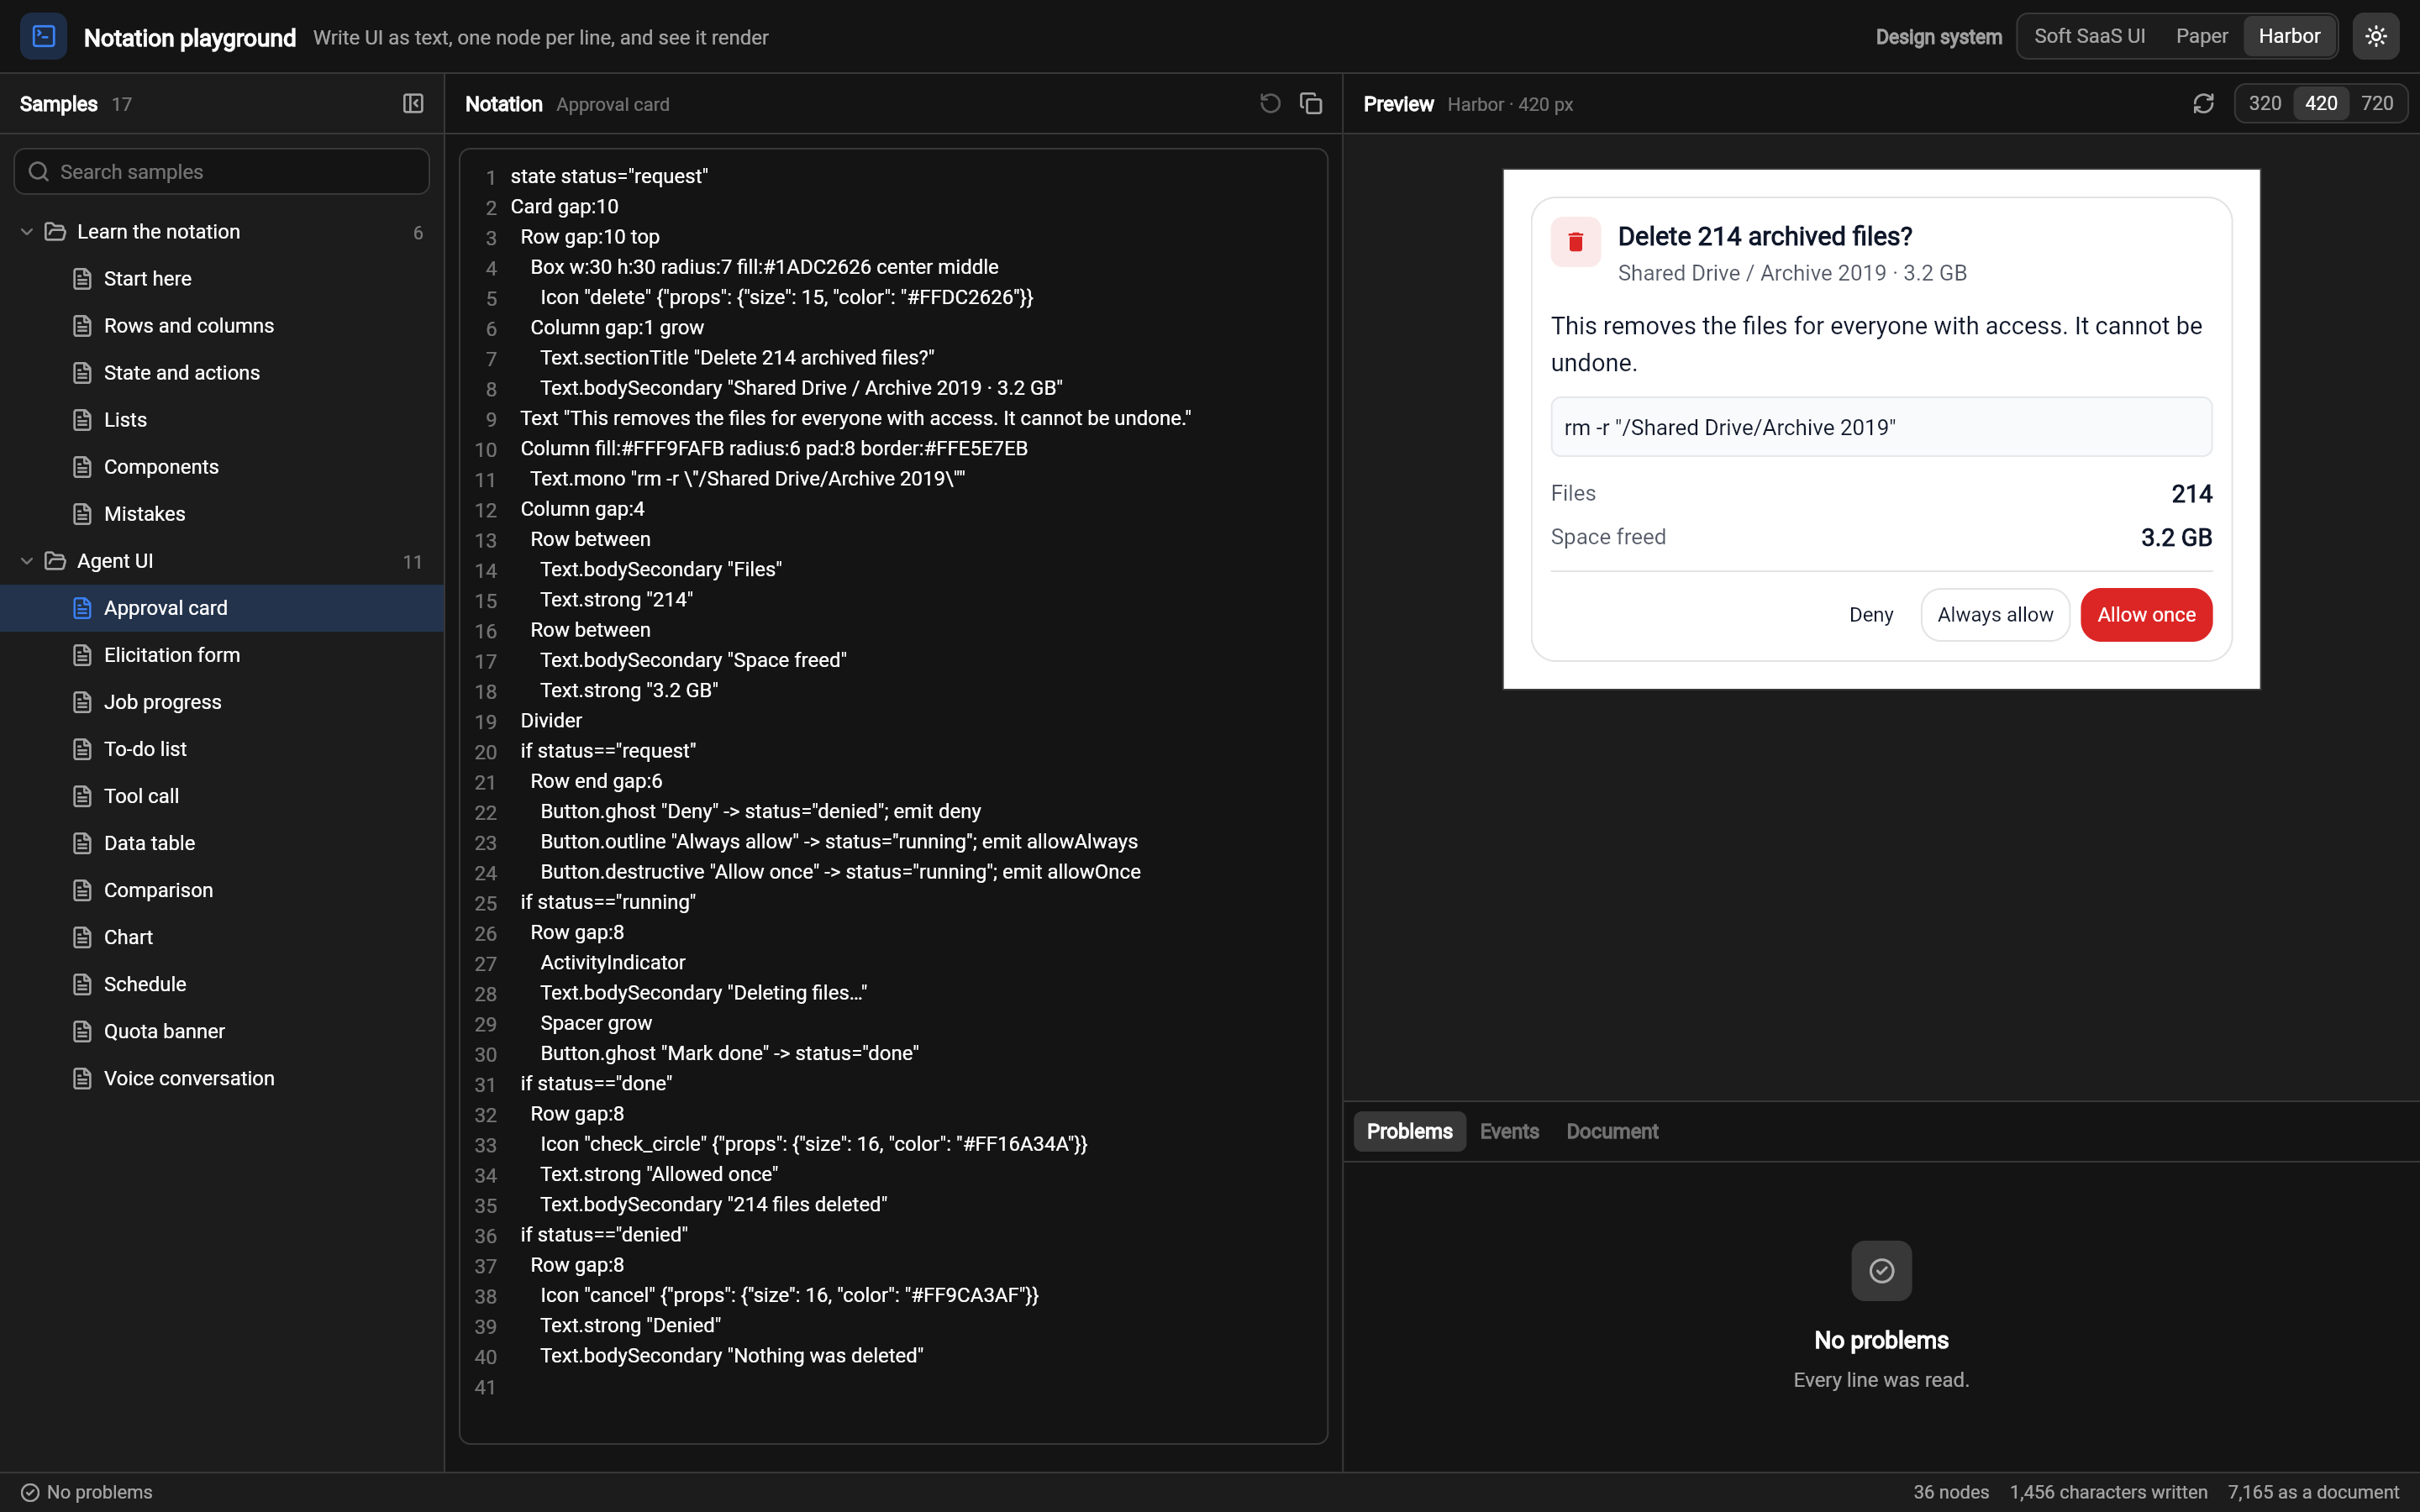 Notation playground Write UI as text, one node per line, and see it render
Design system Soft SaaS UI Paper Harbor
Samples 17
Search samples
Learn the notation 6
Start here
Rows and columns
State and actions
Lists
Components
Mistakes
Agent UI 11
Approval card
Elicitation form
Job progress
To-do list
Tool call
Data table
Comparison
Chart
Schedule
Quota banner
Voice conversation
Notation Approval card
1 state status="request"
2 Card gap:10
3 Row gap:10 top
4 Box w:30 h:30 radius:7 fill:#1ADC2626 center middle
5 Icon "delete" {"props": {"size": 15, "color": "#FFDC2626"}}
6 Column gap:1 grow
7 Text.sectionTitle "Delete 214 archived files?"
8 Text.bodySecondary "Shared Drive / Archive 2019 · 3.2 GB"
9 Text "This removes the files for everyone with access. It cannot be undone."
10 Column fill:#FFF9FAFB radius:6 pad:8 border:#FFE5E7EB
11 Text.mono "rm -r \"/Shared Drive/Archive 2019\""
12 Column gap:4
13 Row between
14 Text.bodySecondary "Files"
15 Text.strong "214"
16 Row between
17 Text.bodySecondary "Space freed"
18 Text.strong "3.2 GB"
19 Divider
20 if status=="request"
21 Row end gap:6
22 Button.ghost "Deny" -> status="denied"; emit deny
23 Button.outline "Always allow" -> status="running"; emit allowAlways
24 Button.destructive "Allow once" -> status="running"; emit allowOnce
25 if status=="running"
26 Row gap:8
27 ActivityIndicator
28 Text.bodySecondary "Deleting files…"
29 Spacer grow
30 Button.ghost "Mark done" -> status="done"
31 if status=="done"
32 Row gap:8
33 Icon "check_circle" {"props": {"size": 16, "color": "#FF16A34A"}}
34 Text.strong "Allowed once"
35 Text.bodySecondary "214 files deleted"
36 if status=="denied"
37 Row gap:8
38 Icon "cancel" {"props": {"size": 16, "color": "#FF9CA3AF"}}
39 Text.strong "Denied"
40 Text.bodySecondary "Nothing was deleted"
41
Preview Harbor · 420 px
320 420 720
Delete 214 archived files?
Shared Drive / Archive 2019 · 3.2 GB
This removes the files for everyone with access. It cannot be
undone.
rm -r "/Shared Drive/Archive 2019"
Files 214
Space freed 3.2 GB
Deny Always allow Allow once
Problems Events Document
No problems
Every line was read.
No problems
36 nodes 1,456 characters written 7,165 as a document